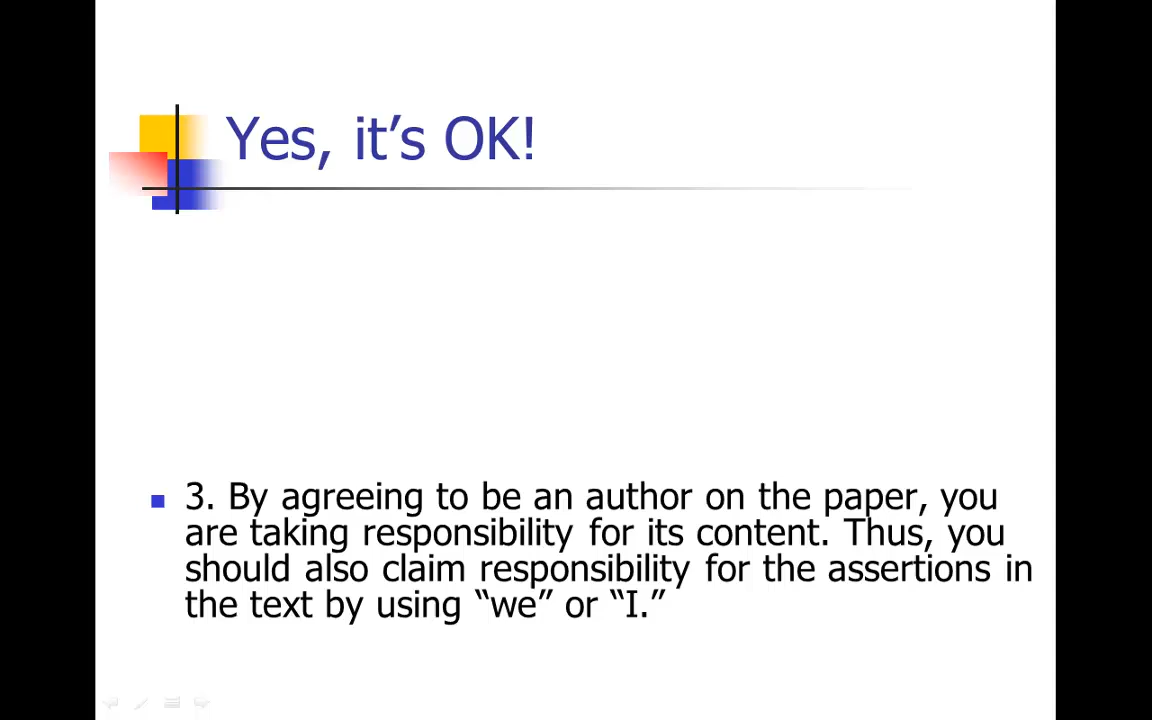 Yes, it’s OK!
3. By agreeing to be an author on the paper, you
are taking responsibility for its content. Thus, you
should also claim responsibility for the assertions in
the text by using “we” or “I.”